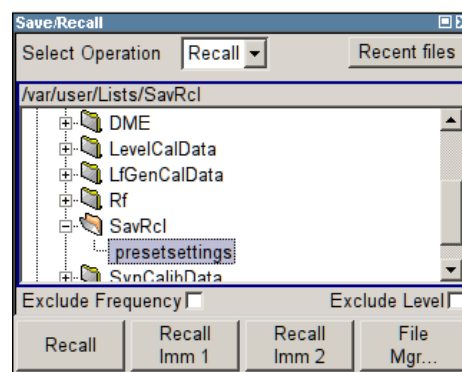 Save/Recall
Select Operation Recall Recent files
/var/user/Lists/SavRcl
DME
LevelCalData
LfGenCalData
Rf
SavRcl
presetsettings
SynCalibData
Exclude Frequency Exclude Level
Recall Recall Imm 1 Recall Imm 2 File Mgr...